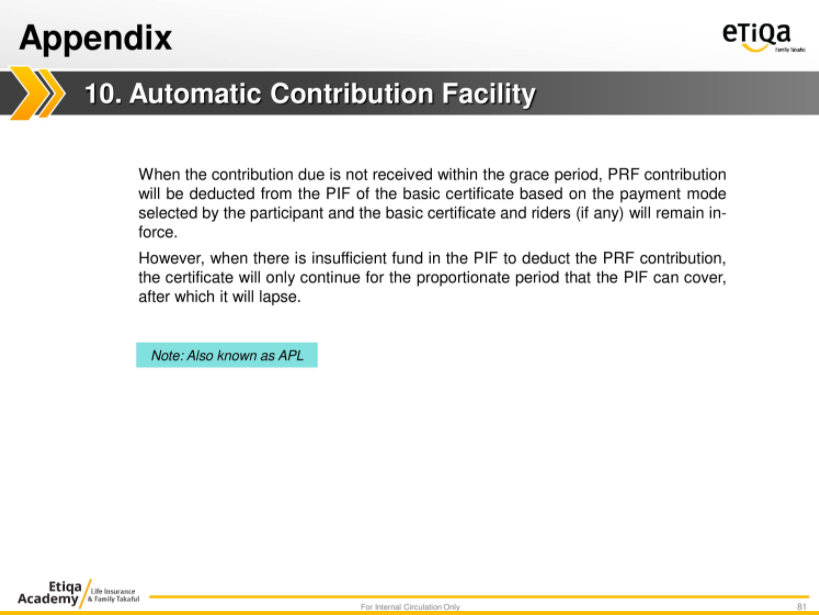 Appendix
eTiQa
Family Takaful
10. Automatic Contribution Facility
When the contribution due is not received within the grace period, PRF contribution
will be deducted from the PIF of the basic certificate based on the payment mode
selected by the participant and the basic certificate and riders (if any) will remain in-
force.
However, when there is insufficient fund in the PIF to deduct the PRF contribution,
the certificate will only continue for the proportionate period that the PIF can cover,
after which it will lapse.
Note: Also known as APL
Etiqa
Academy
Life Insurance
& Family Takaful
For Internal Circulation Only
81